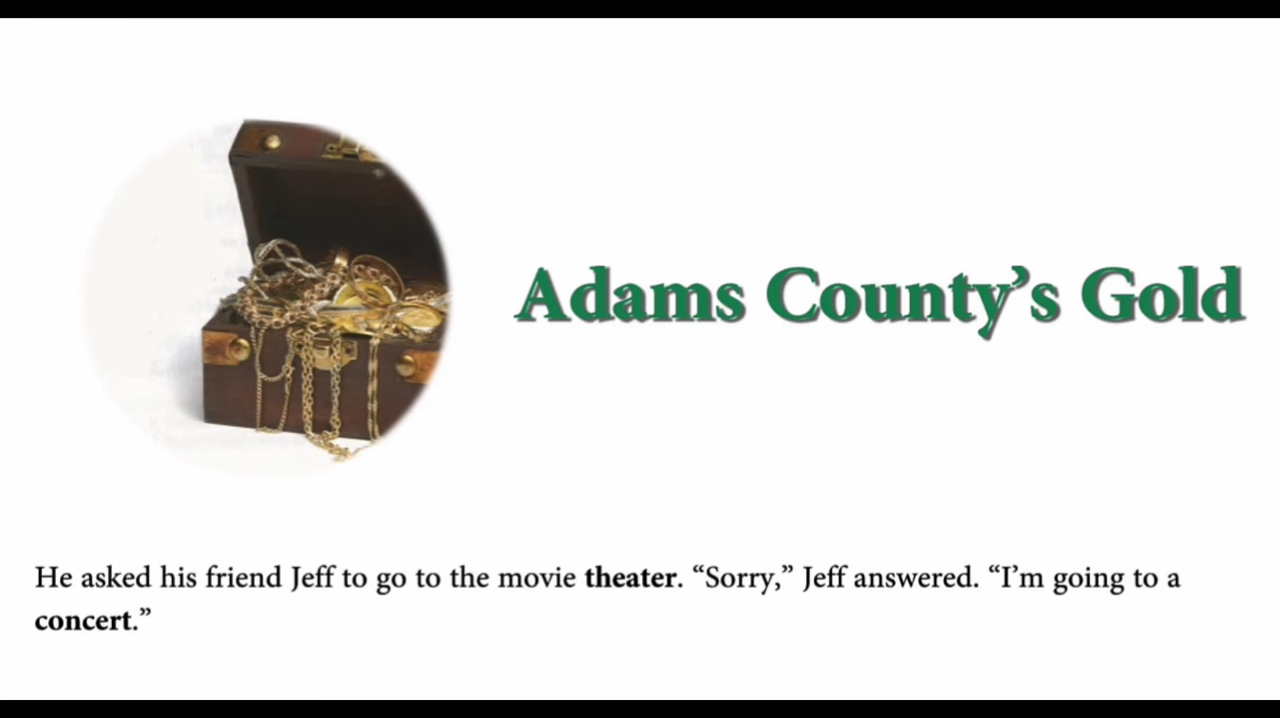 Adams County’s Gold
He asked his friend Jeff to go to the movie theater. “Sorry,” Jeff answered. “I’m going to a
concert.”